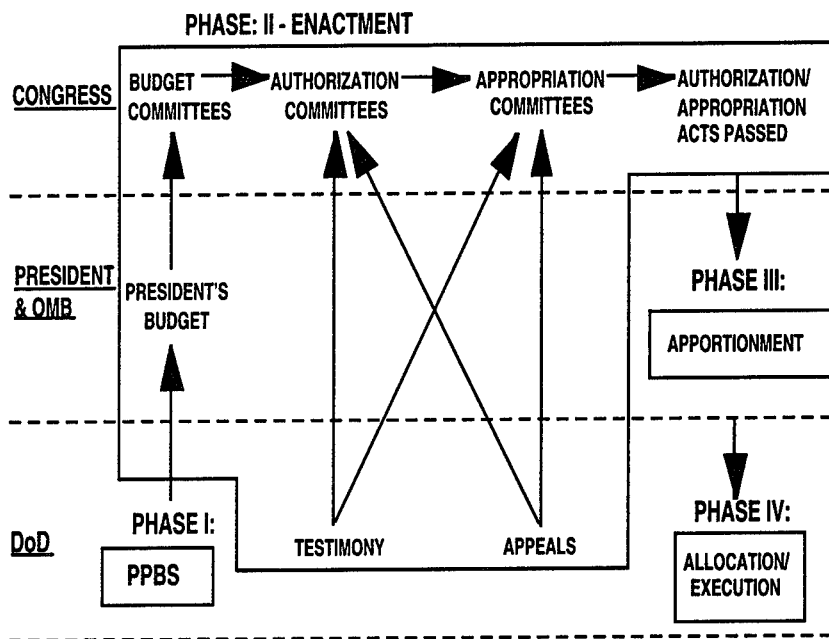 PHASE: II - ENACTMENT
CONGRESS
BUDGET
COMMITTEES
AUTHORIZATION
COMMITTEES
APPROPRIATION
COMMITTEES
AUTHORIZATION/
APPROPRIATION
ACTS PASSED
PRESIDENT
& OMB
PRESIDENT'S
BUDGET
PHASE III:
APPORTIONMENT
DoD
PHASE I:
PPBS
TESTIMONY
APPEALS
PHASE IV:
ALLOCATION/
EXECUTION